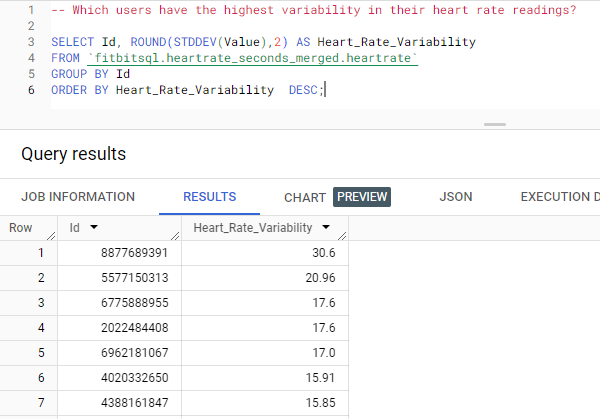 1 -- Which users have the highest variability in their heart rate readings?
2
3 SELECT Id, ROUND(STDDEV(Value),2) AS Heart_Rate_Variability
4 FROM `fitbitsql.heartrate_seconds_merged.heartrate`
5 GROUP BY Id
6 ORDER BY Heart_Rate_Variability  DESC;
Query results
JOB INFORMATION RESULTS CHART PREVIEW JSON EXECUTION D
Row Id Heart_Rate_Variability
1 8877689391 30.6
2 5577150313 20.96
3 6775888955 17.6
4 2022484408 17.6
5 6962181067 17.0
6 4020332650 15.91
7 4388161847 15.85